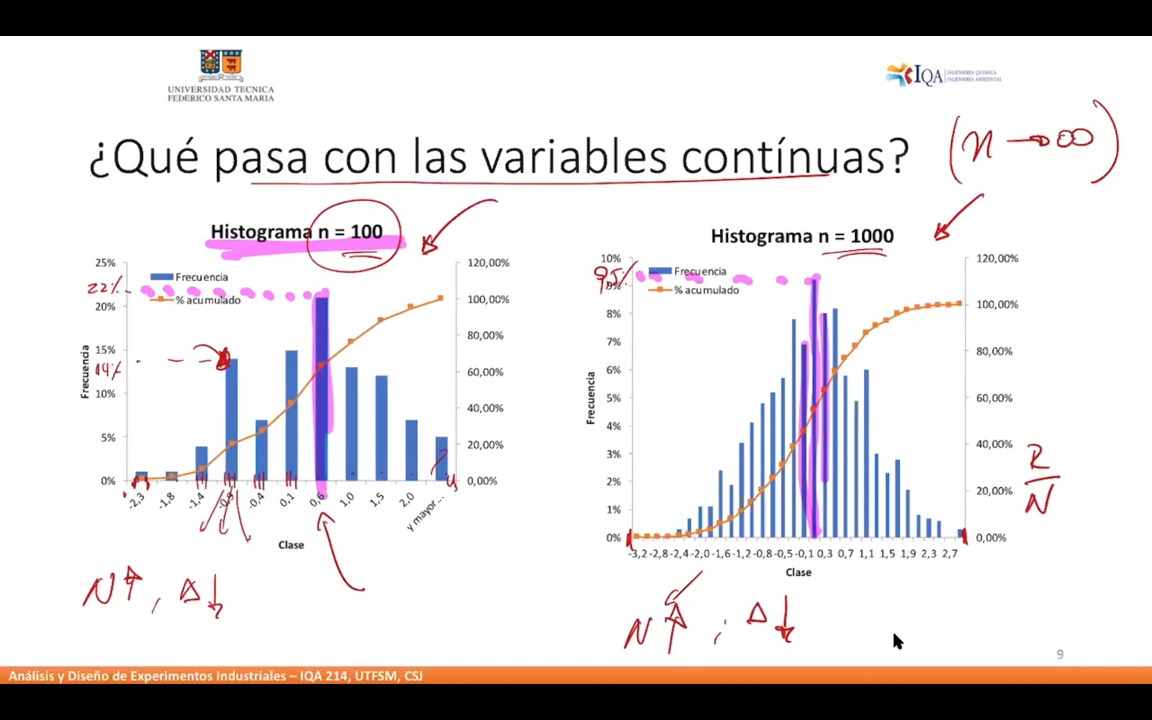 UNIVERSIDAD TECNICA
FEDERICO SANTA MARIA
IQA
INGENIERÍA QUÍMICA
INGENIERÍA AMBIENTAL
¿Qué pasa con las variables contínuas?
(n → ∞)
Histograma n = 100
25%
20%
15%
10%
5%
0%
22%
14%
Frecuencia
Frecuencia
% acumulado
120,00%
100,00%
80,00%
60,00%
40,00%
20,00%
0,00%
-2,3 -1,8 -1,4 -0,9 -0,4 0,1 0,6 1,0 1,5 2,0 y mayor...
Clase
N↑, Δ↓
Histograma n = 1000
10%
9%
8%
7%
6%
5%
4%
3%
2%
1%
0%
9,5%
Frecuencia
Frecuencia
% acumulado
120,00%
100,00%
80,00%
60,00%
40,00%
20,00%
0,00%
-3,2 -2,8 -2,4 -2,0 -1,6 -1,2 -0,8 -0,5 -0,1 0,3 0,7 1,1 1,5 1,9 2,3 2,7
Clase
R
N
N↑ ; Δ↓
9
Análisis y Diseño de Experimentos Industriales – IQA 214, UTFSM, CSJ